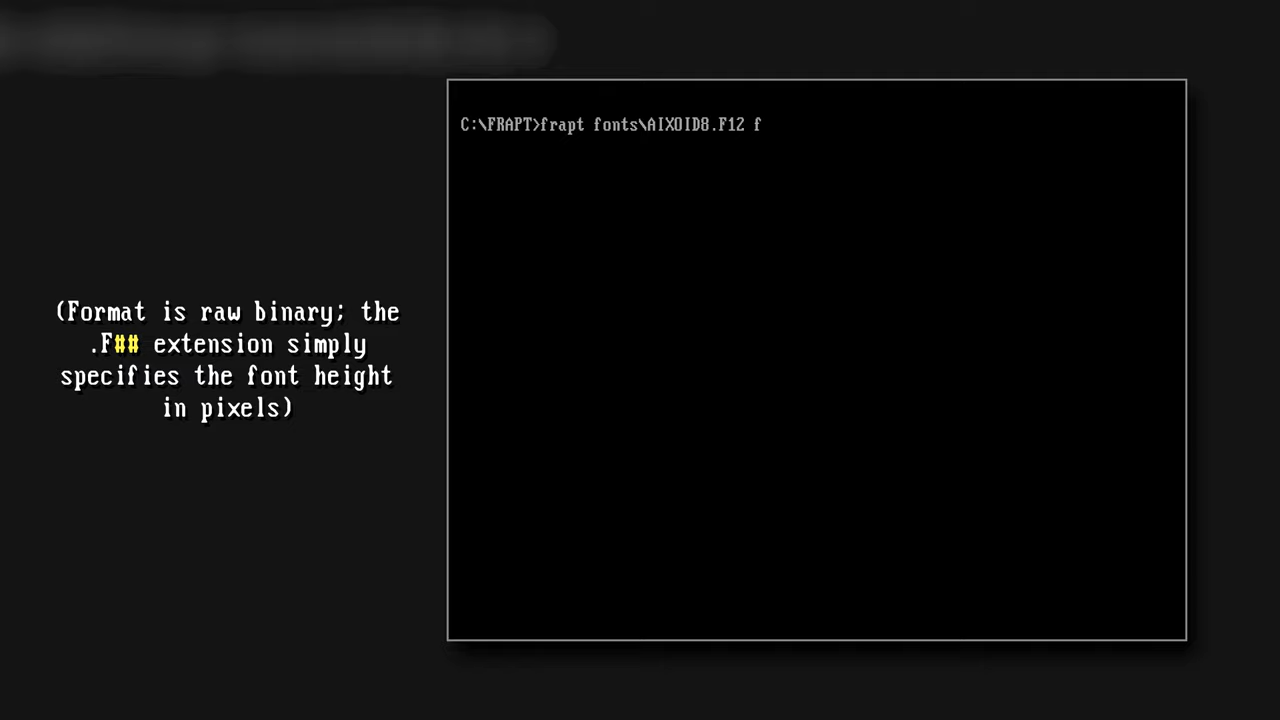 C:\FRAPT>frapt fonts\AIXOID8.F12 f
(Format is raw binary; the
.F## extension simply
specifies the font height
in pixels)